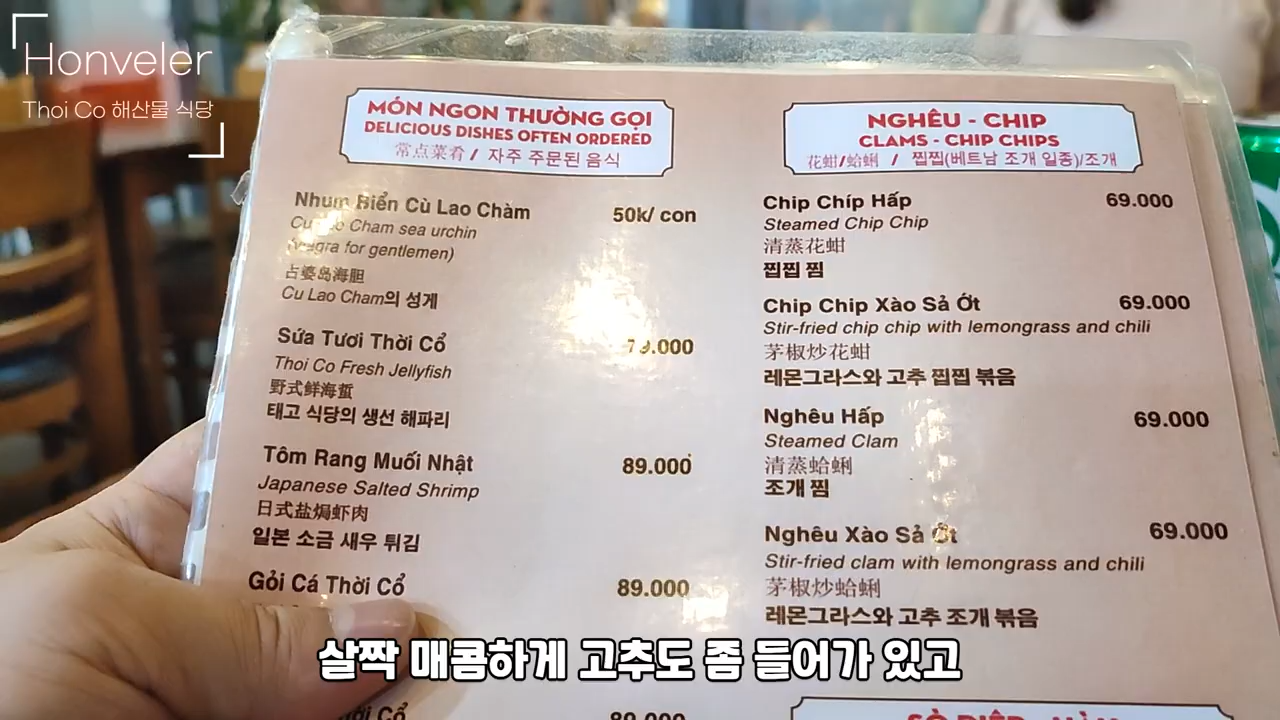 Honveler
Thoi Co 해산물 식당
MÓN NGON THƯỜNG GỌI
DELICIOUS DISHES OFTEN ORDERED
常点菜肴 / 자주 주문된 음식
Nhum Biển Cù Lao Chàm 50k/ con
Cu Lao Cham sea urchin
(viagra for gentlemen)
占婆岛海胆
Cu Lao Cham의 성게
Sứa Tươi Thời Cổ 79.000
Thoi Co Fresh Jellyfish
野式鲜海蜇
태고 식당의 생선 해파리
Tôm Rang Muối Nhật 89.000
Japanese Salted Shrimp
日式盐焗虾肉
일본 소금 새우 튀김
Gỏi Cá Thời Cổ 89.000
NGHÊU - CHIP
CLAMS - CHIP CHIPS
花蚶/蛤蜊 / 찝찝(베트남 조개 일종)/조개
Chip Chíp Hấp 69.000
Steamed Chip Chip
清蒸花蚶
찝찝 찜
Chip Chip Xào Sả Ớt 69.000
Stir-fried chip chip with lemongrass and chili
茅椒炒花蚶
레몬그라스와 고추 찝찝 볶음
Nghêu Hấp 69.000
Steamed Clam
清蒸蛤蜊
조개 찜
Nghêu Xào Sả Ớt 69.000
Stir-fried clam with lemongrass and chili
茅椒炒蛤蜊
레몬그라스와 고추 조개 볶음
살짝 매콤하게 고추도 좀 들어가 있고